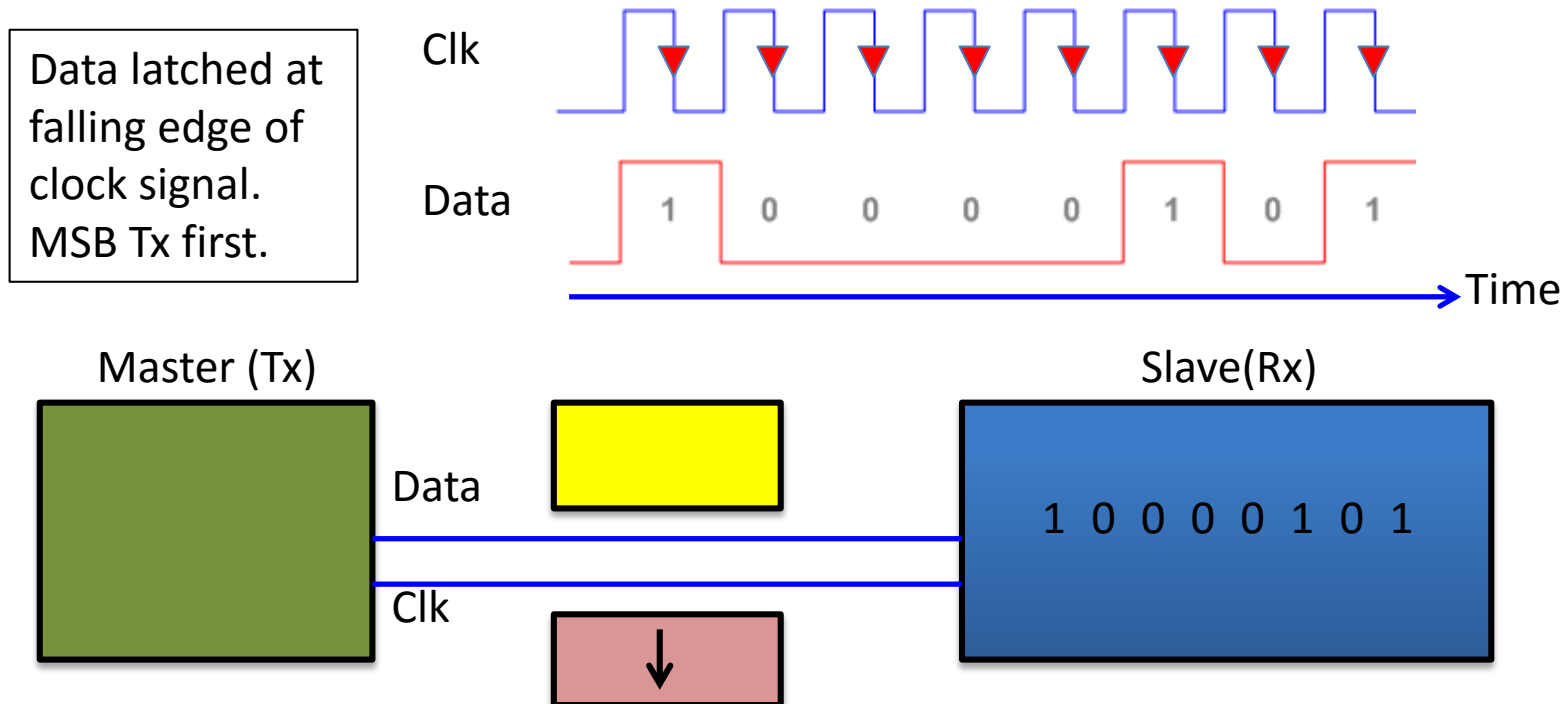 Data latched at
falling edge of
clock signal.
MSB Tx first.
Clk
Data
1 0 0 0 0 1 0 1
Time
Master (Tx)
Slave(Rx)
Data
1 0 0 0 0 1 0 1
Clk